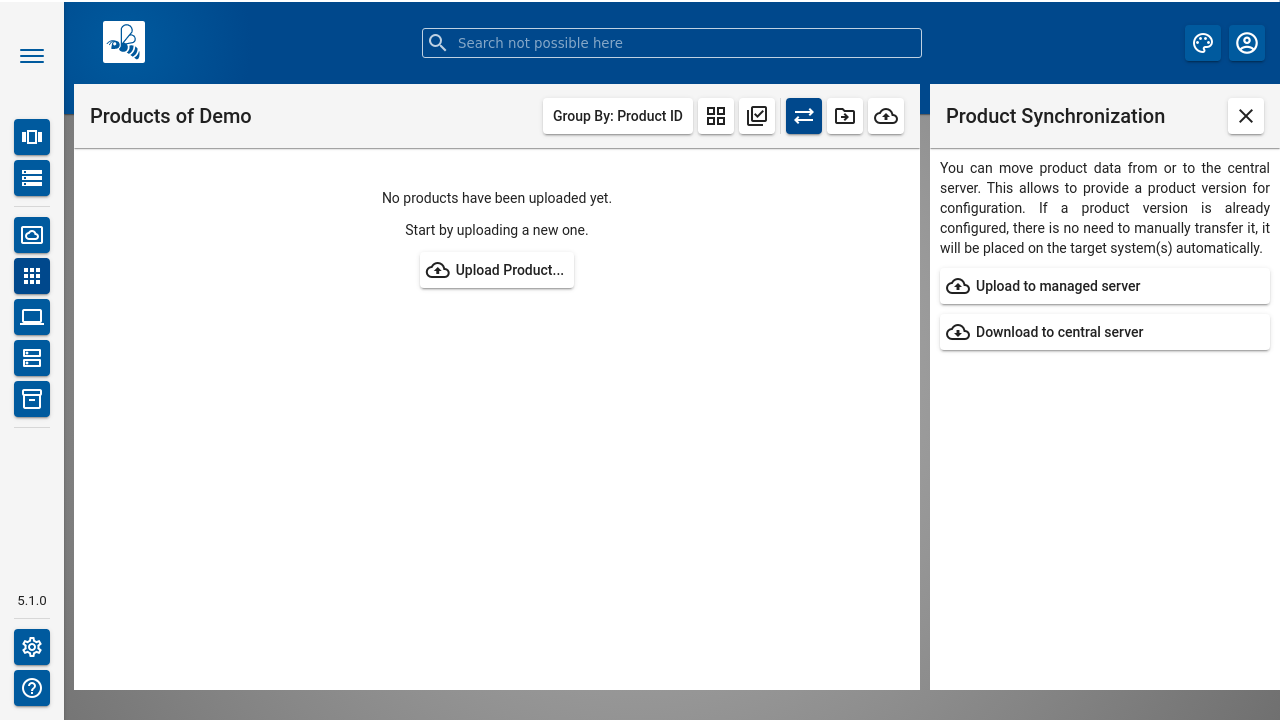 Search not possible here
Products of Demo
Group By: Product ID
No products have been uploaded yet.
Start by uploading a new one.
Upload Product...
Product Synchronization
You can move product data from or to the central
server. This allows to provide a product version for
configuration. If a product version is already
configured, there is no need to manually transfer it, it
will be placed on the target system(s) automatically.
Upload to managed server
Download to central server
5.1.0